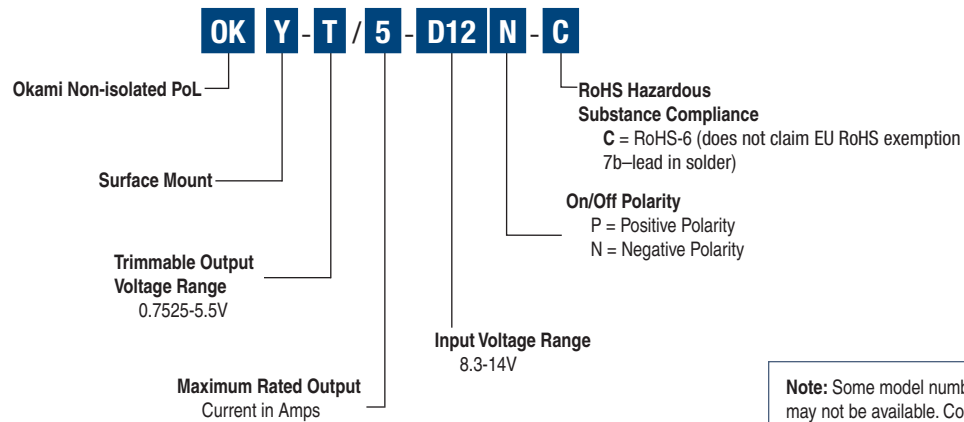 OK Y - T / 5 - D12 N - C
Okami Non-isolated PoL
RoHS Hazardous
Substance Compliance
C = RoHS-6 (does not claim EU RoHS exemption
7b–lead in solder)
Surface Mount
On/Off Polarity
P = Positive Polarity
N = Negative Polarity
Trimmable Output
Voltage Range
0.7525-5.5V
Input Voltage Range
8.3-14V
Maximum Rated Output
Current in Amps
Note: Some model numb
may not be available. Co